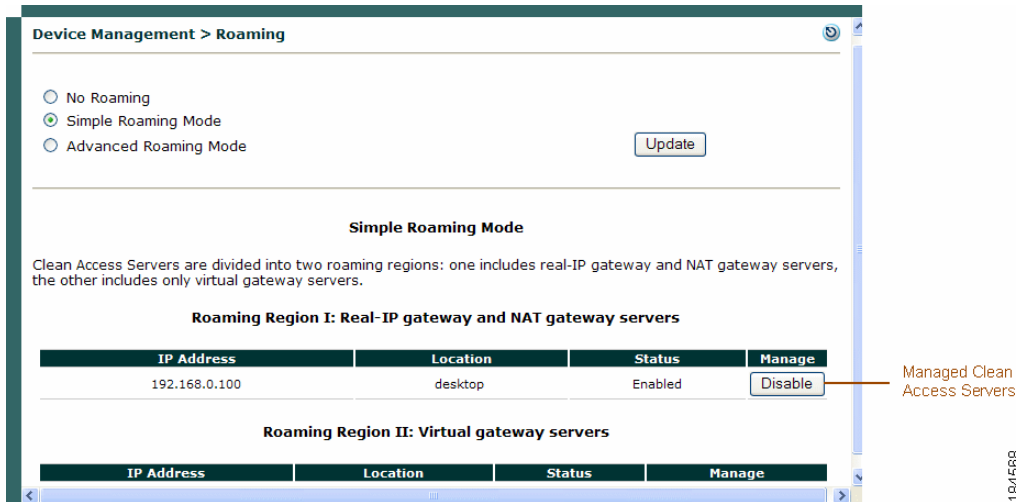 Device Management > Roaming
No Roaming
Simple Roaming Mode
Advanced Roaming Mode
Update
Simple Roaming Mode
Clean Access Servers are divided into two roaming regions: one includes real-IP gateway and NAT gateway servers,
the other includes only virtual gateway servers.
Roaming Region I: Real-IP gateway and NAT gateway servers
IP Address Location Status Manage
192.168.0.100 desktop Enabled Disable
Managed Clean
Access Servers
Roaming Region II: Virtual gateway servers
IP Address Location Status Manage
184568